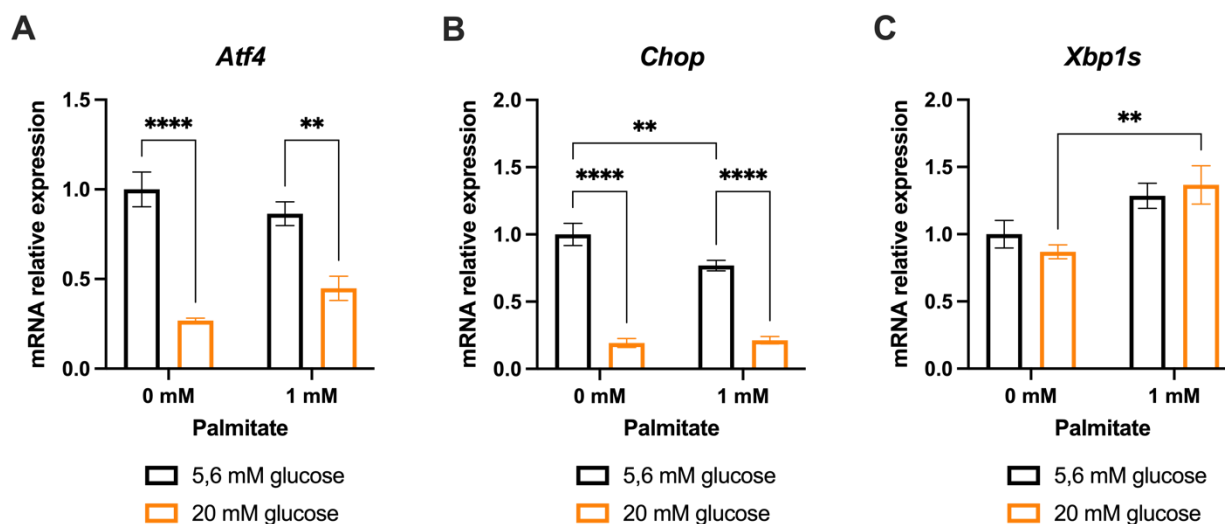 A
Atf4
mRNA relative expression
1.5
1.0
0.5
0.0
****
**
0 mM
1 mM
Palmitate
5,6 mM glucose
20 mM glucose
B
Chop
mRNA relative expression
2.0
1.5
1.0
0.5
0.0
**
****
****
0 mM
1 mM
Palmitate
5,6 mM glucose
20 mM glucose
C
Xbp1s
mRNA relative expression
2.0
1.5
1.0
0.5
0.0
**
0 mM
1 mM
Palmitate
5,6 mM glucose
20 mM glucose